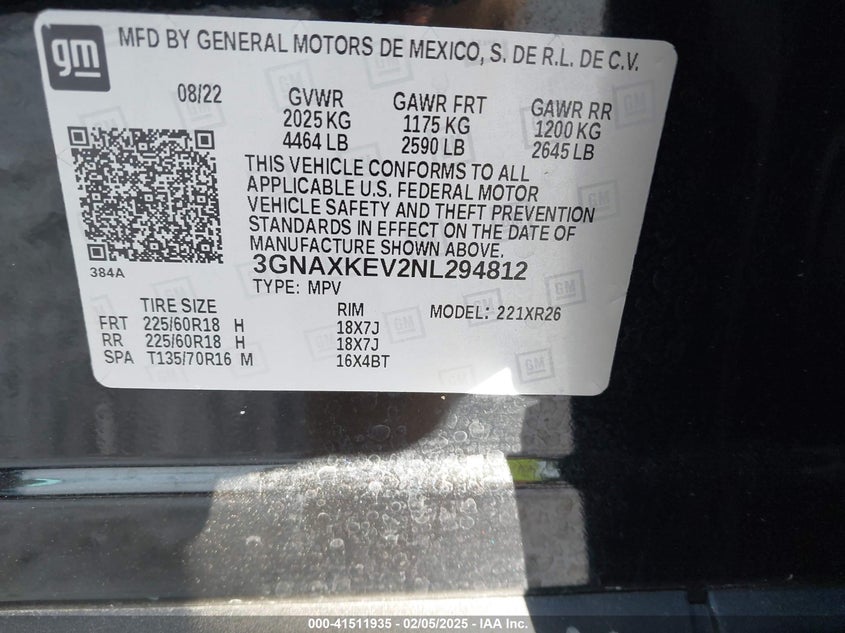 gm
MFD BY GENERAL MOTORS DE MEXICO, S. DE R.L. DE C.V.
08/22
GVWR
2025 KG
4464 LB
GAWR FRT
1175 KG
2590 LB
GAWR RR
1200 KG
2645 LB
THIS VEHICLE CONFORMS TO ALL
APPLICABLE U.S. FEDERAL MOTOR
VEHICLE SAFETY AND THEFT PREVENTION
STANDARDS IN EFFECT ON THE DATE OF
MANUFACTURE SHOWN ABOVE.
384A
3GNAXKEV2NL294812
TYPE: MPV
TIRE SIZE RIM MODEL: 221XR26
FRT 225/60R18 H 18X7J
RR 225/60R18 H 18X7J
SPA T135/70R16 M 16X4BT
000-41511935 - 02/05/2025 - IAA Inc.